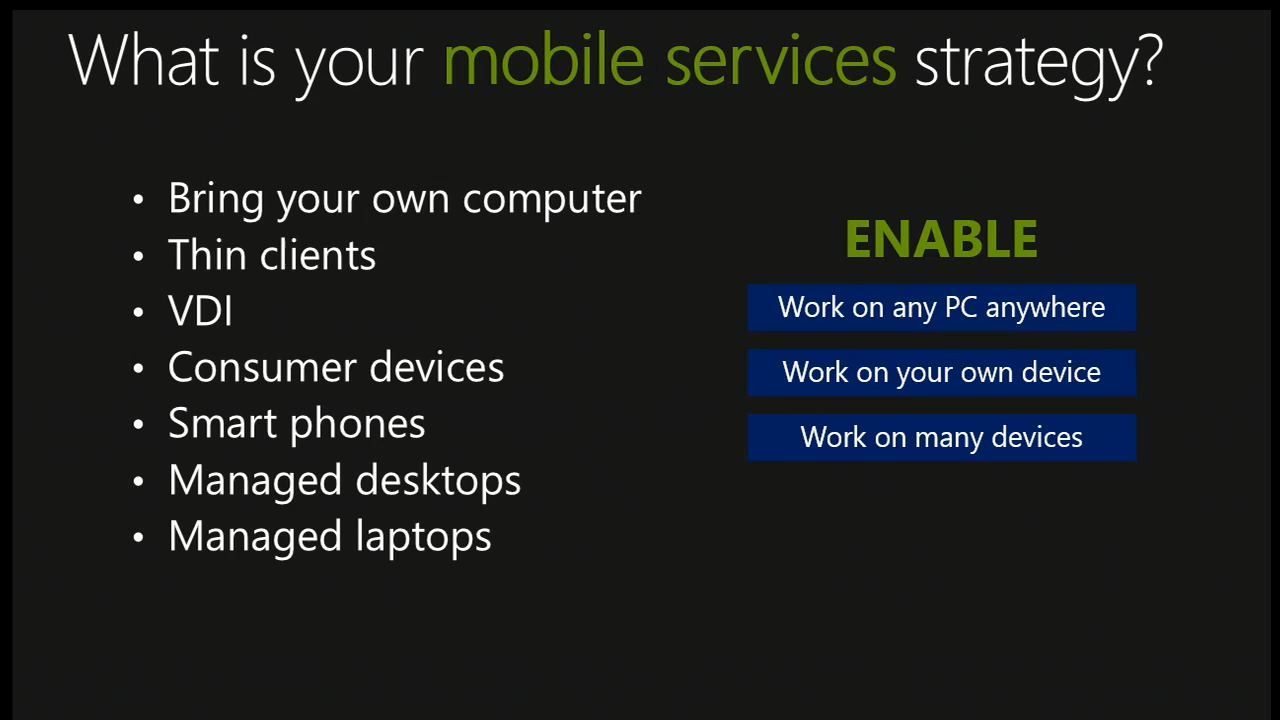 What is your mobile services strategy?
• Bring your own computer
• Thin clients
• VDI
• Consumer devices
• Smart phones
• Managed desktops
• Managed laptops
ENABLE
Work on any PC anywhere
Work on your own device
Work on many devices